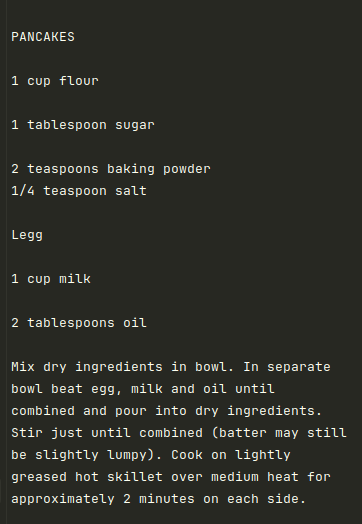 PANCAKES
1 cup flour
1 tablespoon sugar
2 teaspoons baking powder
1/4 teaspoon salt
Legg
1 cup milk
2 tablespoons oil
Mix dry ingredients in bowl. In separate
bowl beat egg, milk and oil until
combined and pour into dry ingredients.
Stir just until combined (batter may still
be slightly lumpy). Cook on lightly
greased hot skillet over medium heat for
approximately 2 minutes on each side.